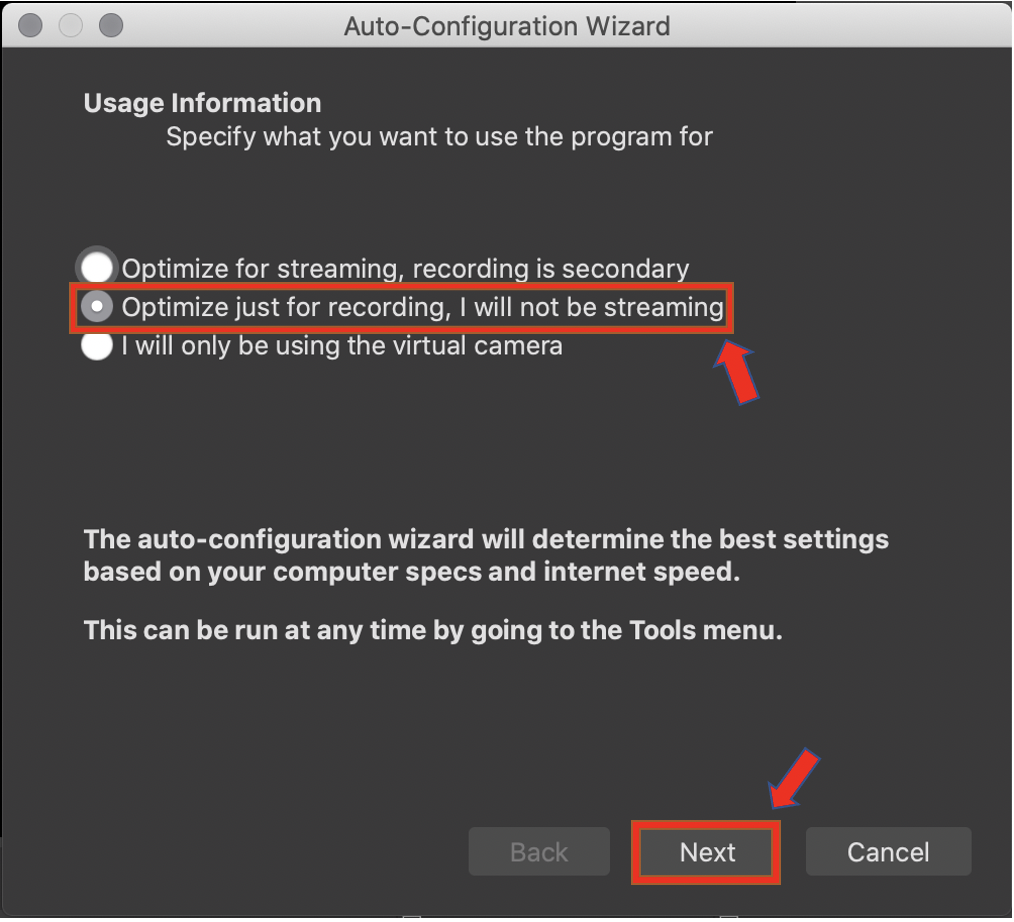 Auto-Configuration Wizard
Usage Information
Specify what you want to use the program for
Optimize for streaming, recording is secondary
Optimize just for recording, I will not be streaming
I will only be using the virtual camera
The auto-configuration wizard will determine the best settings
based on your computer specs and internet speed.
This can be run at any time by going to the Tools menu.
Back
Next
Cancel